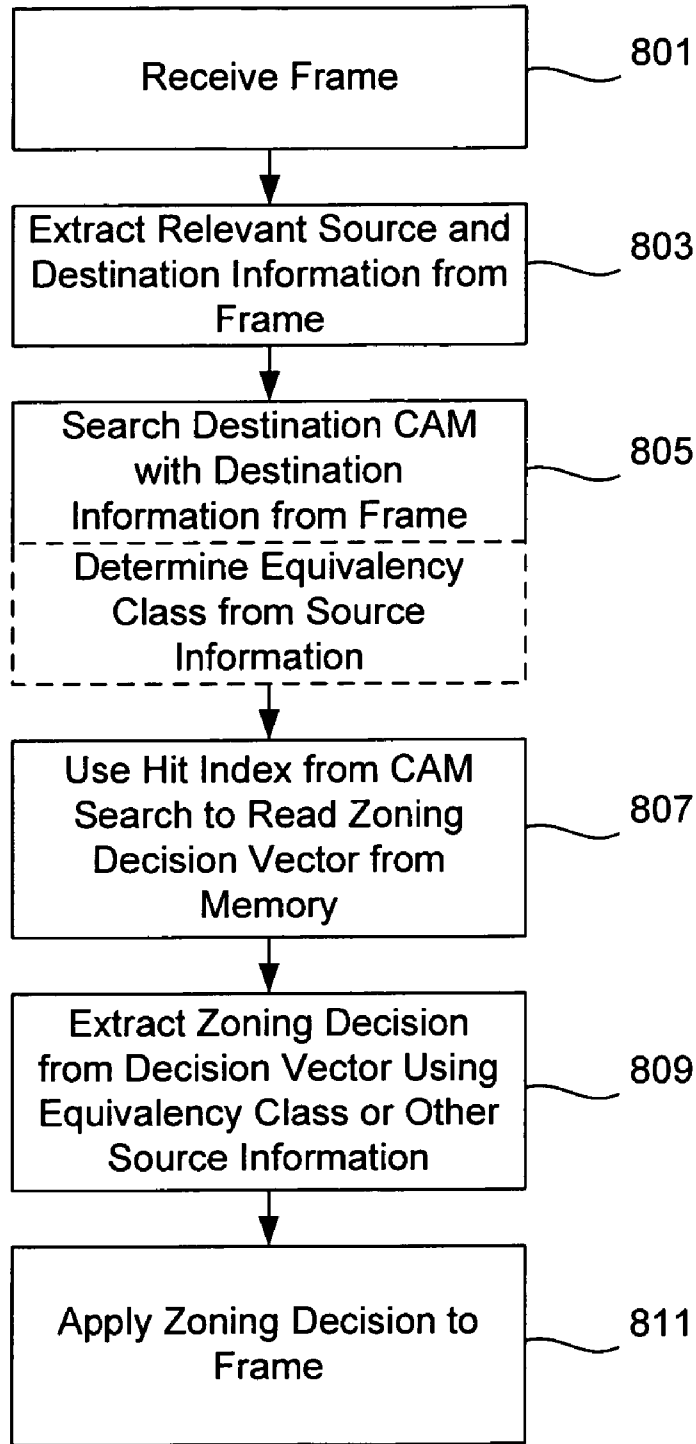 Receive Frame
801
Extract Relevant Source and
Destination Information from
Frame
803
Search Destination CAM
with Destination
Information from Frame
805
Determine Equivalency
Class from Source
Information
Use Hit Index from CAM
Search to Read Zoning
Decision Vector from
Memory
807
Extract Zoning Decision
from Decision Vector Using
Equivalency Class or Other
Source Information
809
Apply Zoning Decision to
Frame
811